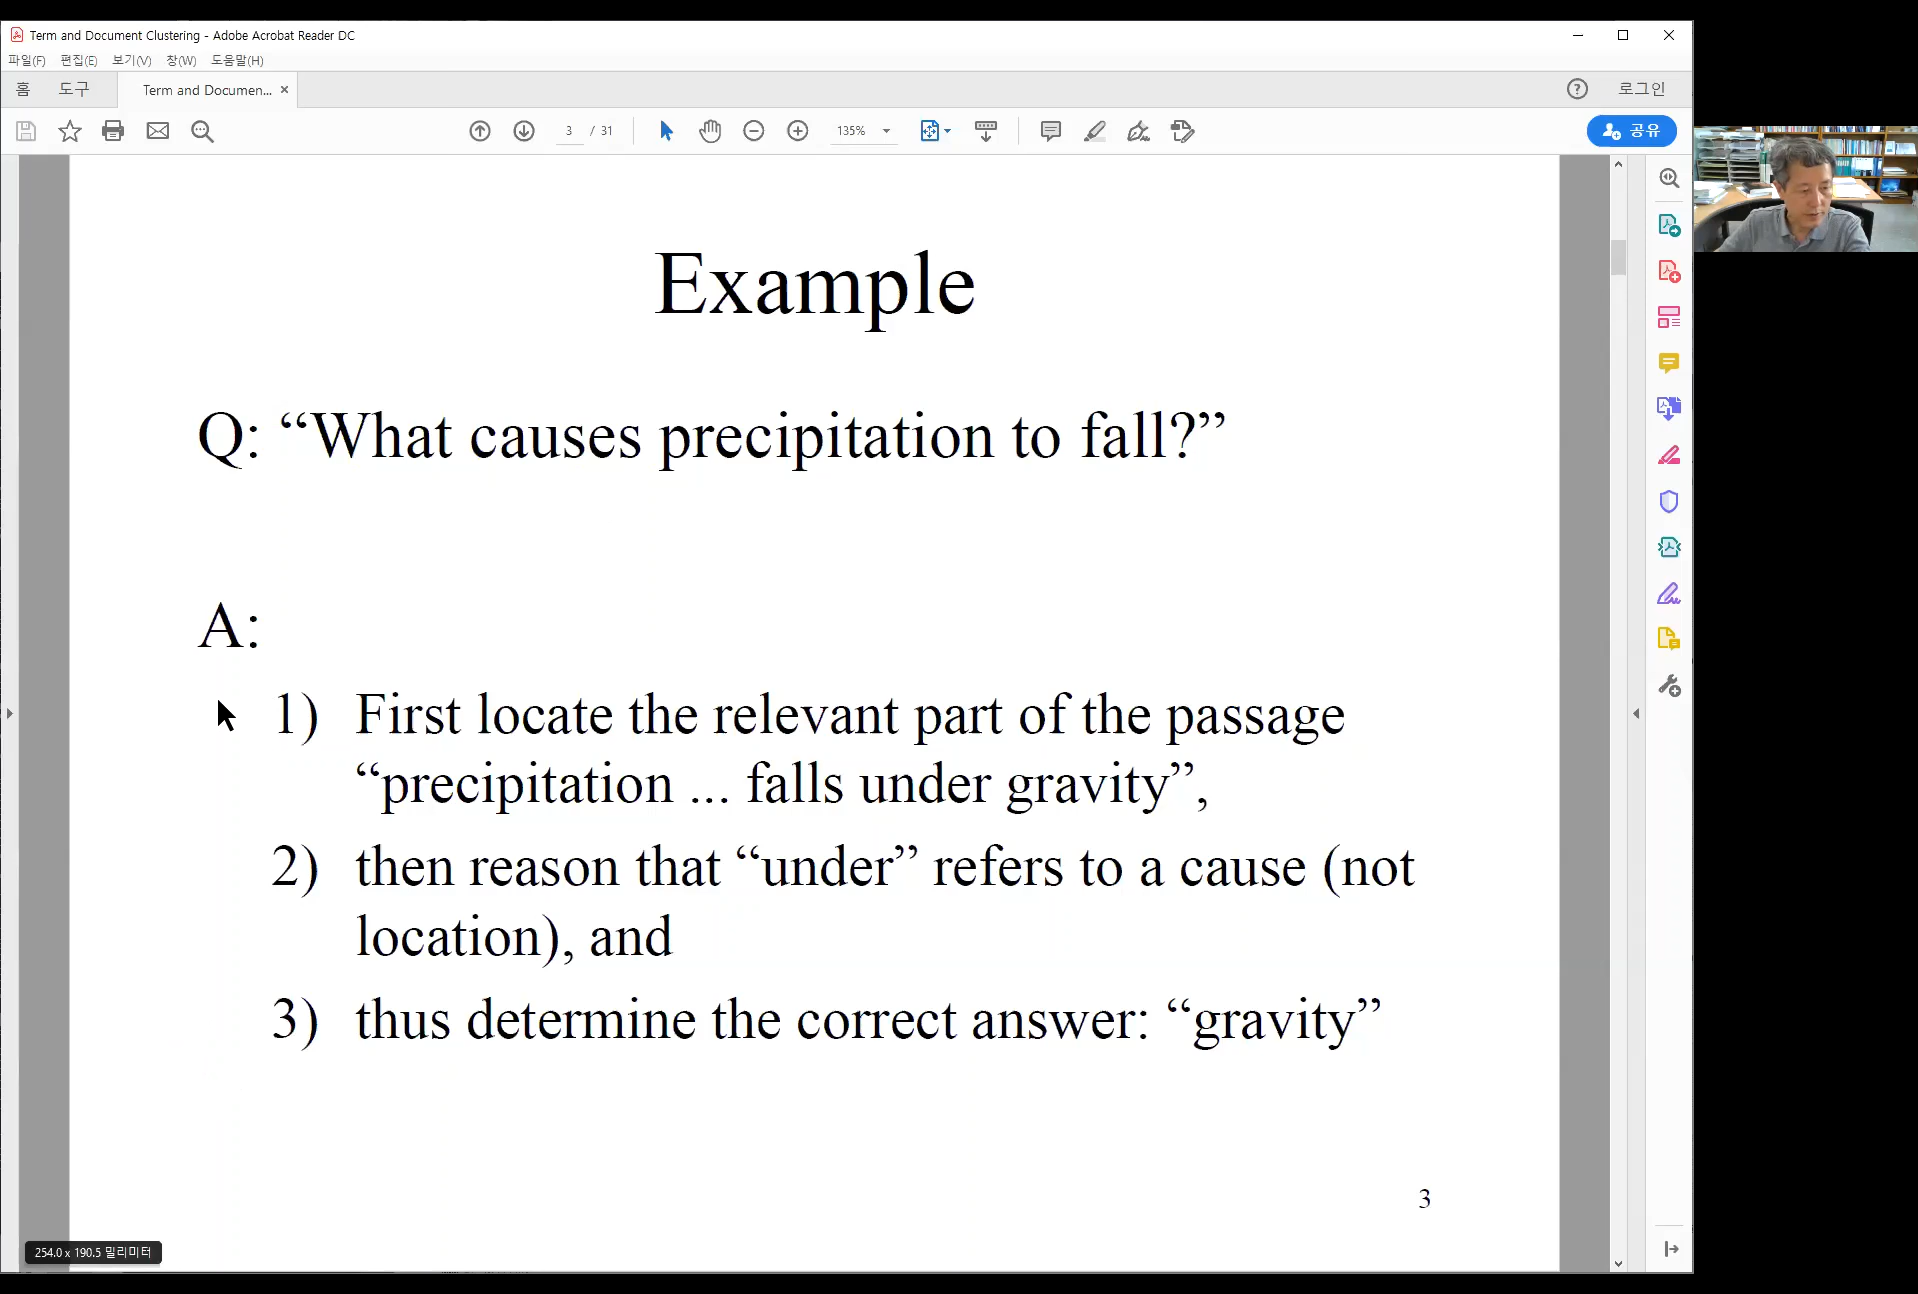 Term and Document Clustering - Adobe Acrobat Reader DC
파일(F) 편집(E) 보기(V) 창(W) 도움말(H)
홈 도구 Term and Documen... × 로그인
3 / 31 135% 공유
Example
Q: “What causes precipitation to fall?”
A:
1) First locate the relevant part of the passage
“precipitation ... falls under gravity”,
2) then reason that “under” refers to a cause (not
location), and
3) thus determine the correct answer: “gravity”
3
254.0 x 190.5 밀리미터